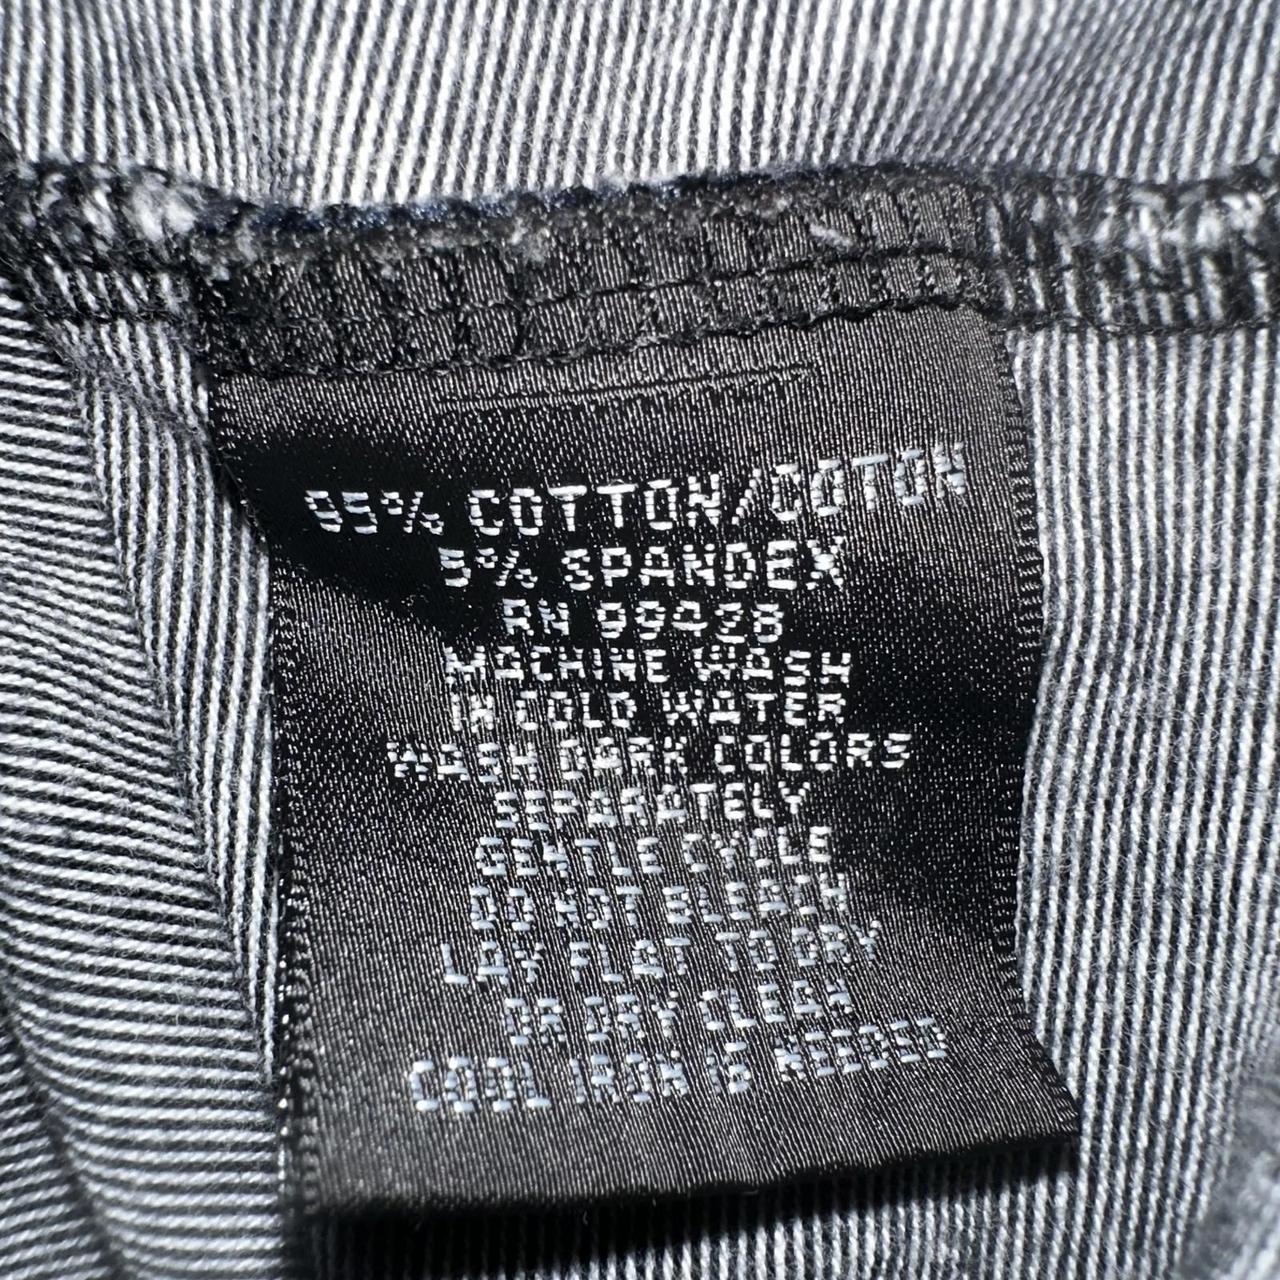 95% COTTON/COTON
5% SPANDEX
RN 99428
MACHINE WASH
IN COLD WATER
WASH DARK COLORS
SEPARATELY
GENTLE CYCLE
DO NOT BLEACH
LAY FLAT TO DRY
OR DRY CLEAN
COOL IRON IS NEEDED